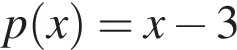 p(x) = x − 3